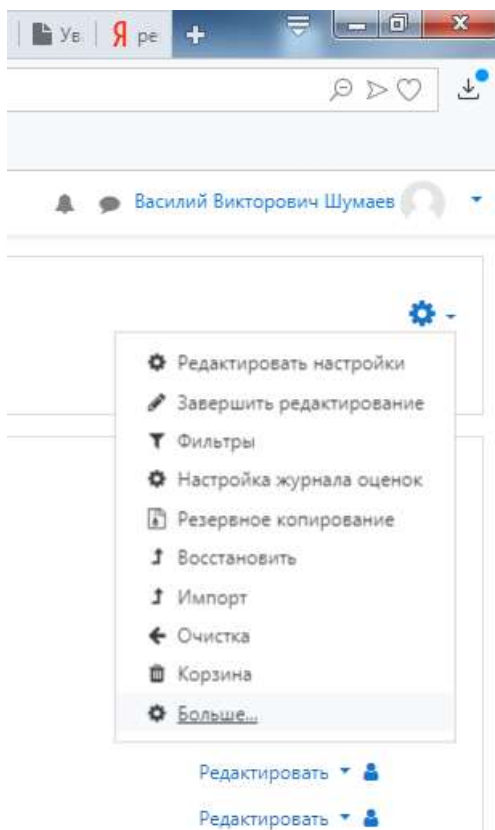 Ув Я ре
Василий Викторович Шумаев
Редактировать настройки
Завершить редактирование
Фильтры
Настройка журнала оценок
Резервное копирование
Восстановить
Импорт
Очистка
Корзина
Больше...
Редактировать
Редактировать